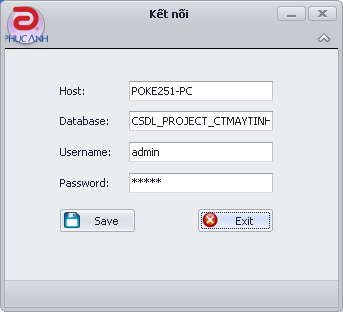 Kết nối
PHUCANH
Host:
POKE251-PC
Database:
CSDL_PROJECT_CTMAYTINH
Username:
admin
Password:
*****
Save
Exit